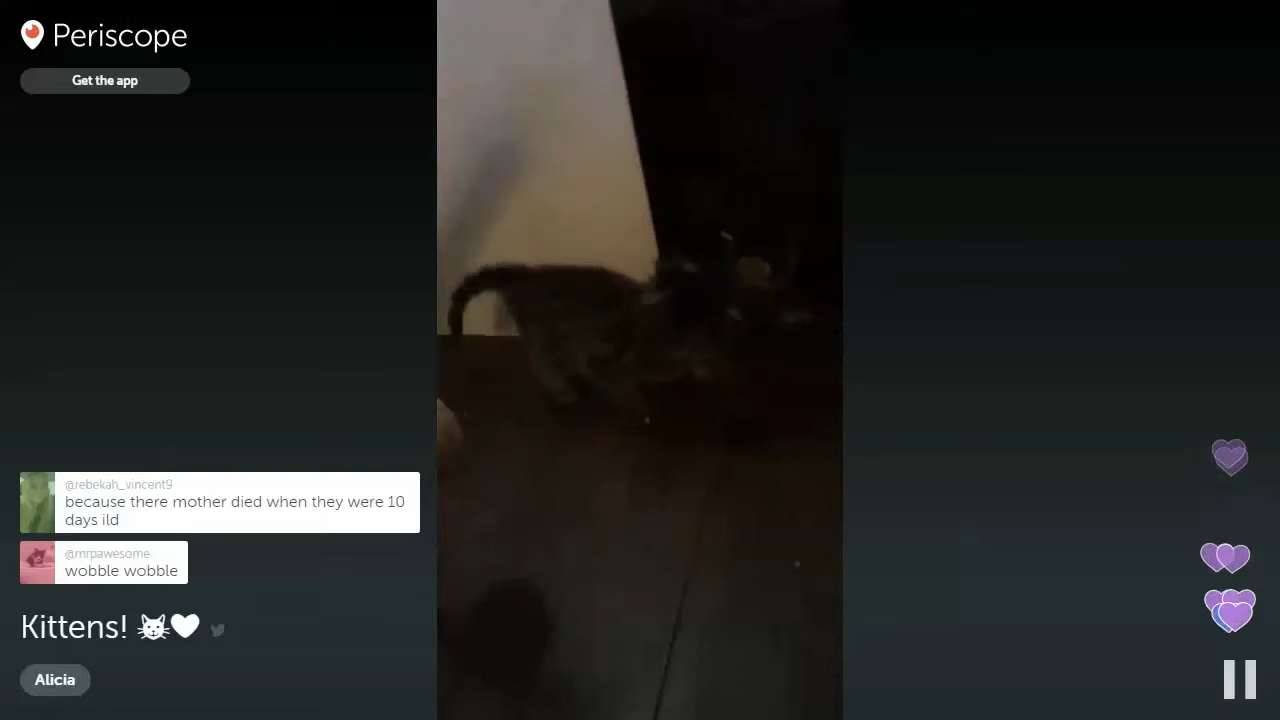 Periscope
Get the app
@rebekah_vincent9
because there mother died when they were 10
days ild
@mrpawesome
wobble wobble
Kittens! 🐱🤍
Alicia